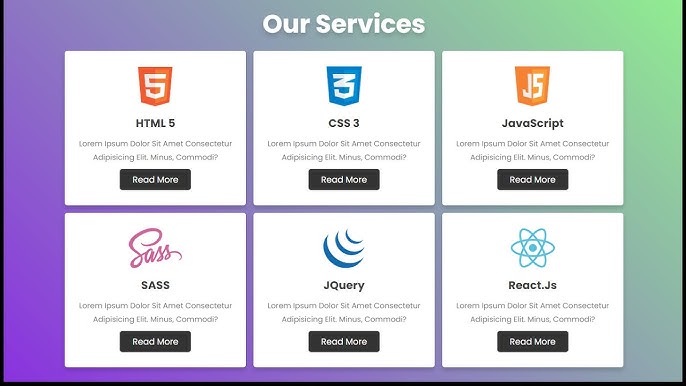 Our Services
5
3
JS
HTML 5
CSS 3
JavaScript
Lorem Ipsum Dolor Sit Amet Consectetur
Adipisicing Elit. Minus, Commodi?
Lorem Ipsum Dolor Sit Amet Consectetur
Adipisicing Elit. Minus, Commodi?
Lorem Ipsum Dolor Sit Amet Consectetur
Adipisicing Elit. Minus, Commodi?
Read More
Read More
Read More
Sass
SASS
JQuery
React.Js
Lorem Ipsum Dolor Sit Amet Consectetur
Adipisicing Elit. Minus, Commodi?
Lorem Ipsum Dolor Sit Amet Consectetur
Adipisicing Elit. Minus, Commodi?
Lorem Ipsum Dolor Sit Amet Consectetur
Adipisicing Elit. Minus, Commodi?
Read More
Read More
Read More